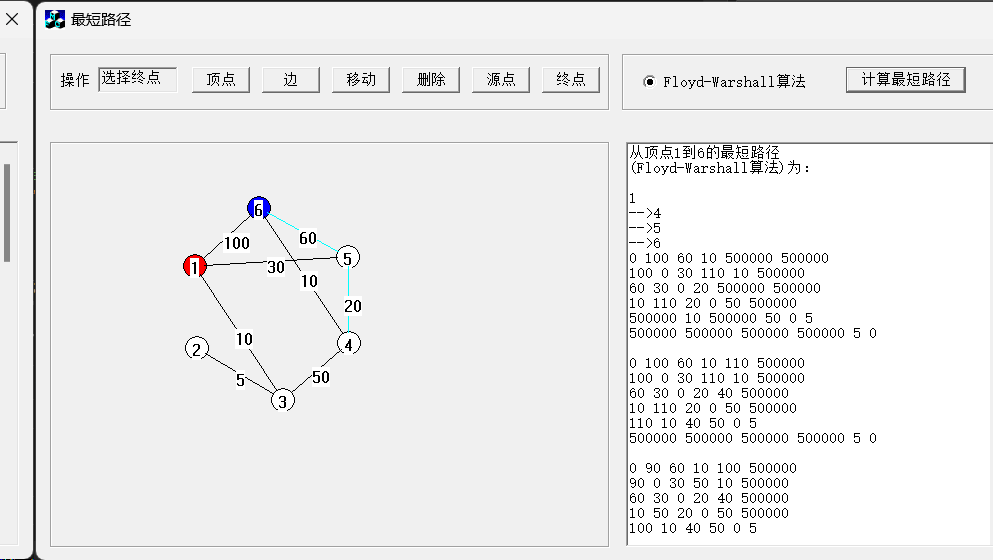 最短路径
操作 选择终点 顶点 边 移动 删除 源点 终点
Floyd-Warshall算法 计算最短路径
6
100
60
1
30
5
10
20
10
2
4
5
50
3
从顶点1到6的最短路径
(Floyd-Warshall算法)为:
1
-->4
-->5
-->6
0 100 60 10 500000 500000
100 0 30 110 10 500000
60 30 0 20 500000 500000
10 110 20 0 50 500000
500000 10 500000 50 0 5
500000 500000 500000 500000 5 0
0 100 60 10 110 500000
100 0 30 110 10 500000
60 30 0 20 40 500000
10 110 20 0 50 500000
110 10 40 50 0 5
500000 500000 500000 500000 5 0
0 90 60 10 100 500000
90 0 30 50 10 500000
60 30 0 20 40 500000
10 50 20 0 50 500000
100 10 40 50 0 5